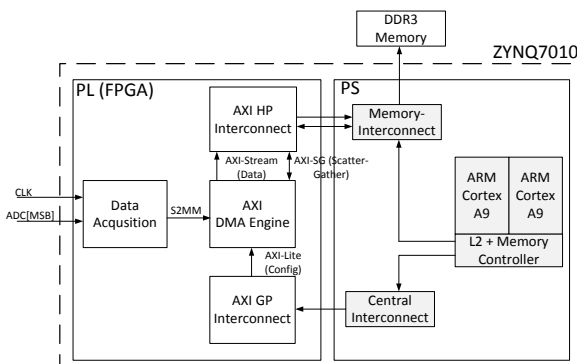 DDR3
Memory
ZYNQ7010
PL (FPGA)
PS
AXI HP
Interconnect
Memory-
Interconnect
AXI-Stream
(Data)
AXI-SG (Scatter-
Gather)
ARM
Cortex
A9
ARM
Cortex
A9
CLK
ADC[MSB]
Data
Acqusition
S2MM
AXI
DMA Engine
L2 + Memory
Controller
AXI-Lite
(Config)
AXI GP
Interconnect
Central
Interconnect